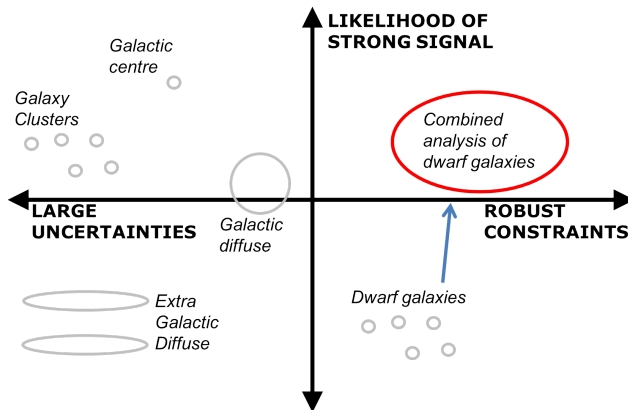 LIKELIHOOD OF
STRONG SIGNAL
Galactic
centre
Galaxy
Clusters
Combined
analysis of
dwarf galaxies
LARGE
UNCERTAINTIES
Galactic
diffuse
ROBUST
CONSTRAINTS
Extra
Galactic
Diffuse
Dwarf galaxies